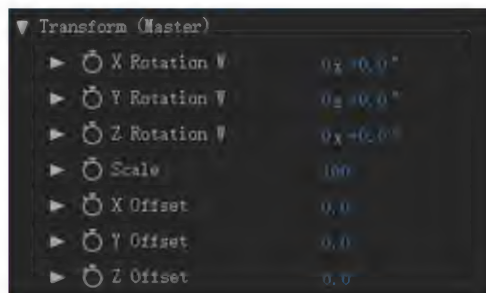 Transform (Master)
X Rotation W 0x+0.0°
Y Rotation W 0x+0.0°
Z Rotation W 0x+0.0°
Scale 100
X Offset 0.0
Y Offset 0.0
Z Offset 0.0